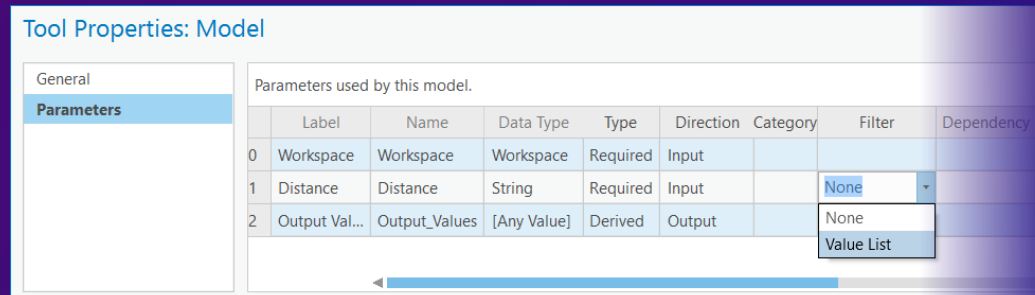 Tool Properties: Model
General
Parameters
Parameters used by this model.
Label Name Data Type Type Direction Category Filter Dependency
0 Workspace Workspace Workspace Required Input
1 Distance Distance String Required Input None
2 Output Val... Output_Values [Any Value] Derived Output
None
Value List